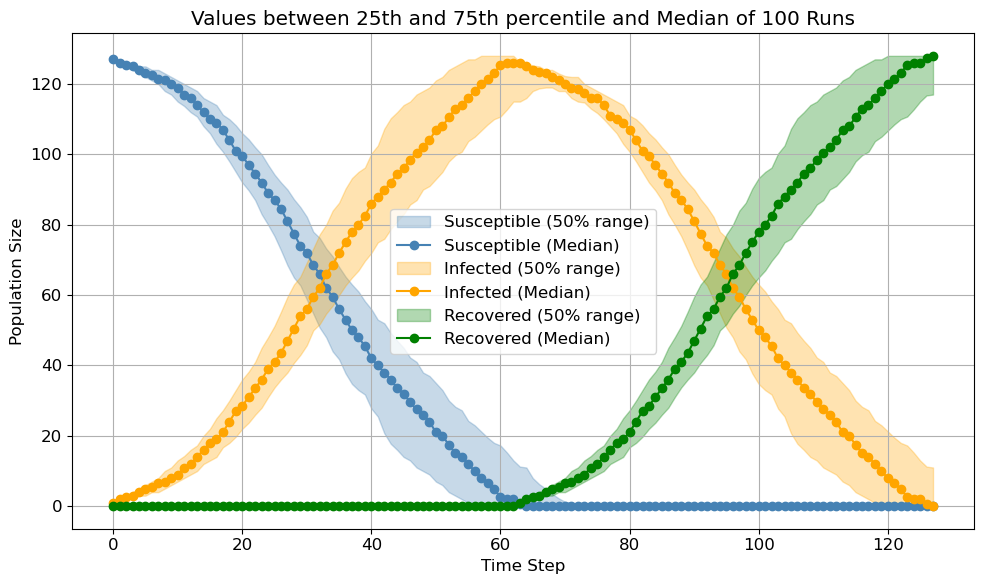 Values between 25th and 75th percentile and Median of 100 Runs
Population Size
120
100
80
60
40
20
0
Susceptible (50% range)
Susceptible (Median)
Infected (50% range)
Infected (Median)
Recovered (50% range)
Recovered (Median)
0 20 40 60 80 100 120
Time Step